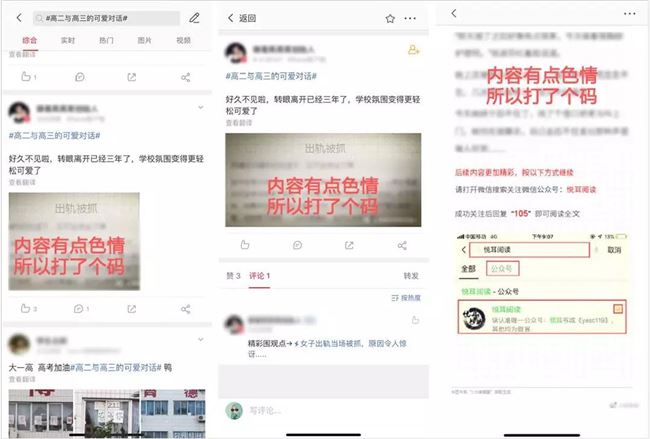 #高二与高三的可爱对话#
综合
实时
热门
图片
视频
查看翻译
1
#高二与高三的可爱对话#
好久不见啦，转眼离开已经三年了，学校氛围变得更轻
松可爱了
查看翻译
出轨被抓
内容有点色情
所以打了个码
3
1
大一高 高考加油#高二与高三的可爱对话# 鸭
查看翻译
返回
#高二与高三的可爱对话#
好久不见啦，转眼离开已经三年了，学校氛围变得更轻
松可爱了
查看翻译
出轨被抓
内容有点色情
所以打了个码
赞 3
评论 1
转发
按热度
精彩围观点→⚡女子出轨当场被抓，原因令人惊
讶.....
写评论...
内容有点色情
所以打了个码
后续内容更加精彩，按以下方式继续
请打开微信搜索关注微信公众号：悦耳阅读
成功关注后回复 "105" 即可阅读全文
中国移动 4G
下午9:07
13%
悦耳阅读
取消
全部
公众号
悦耳阅读 - 公众号
悦耳阅读